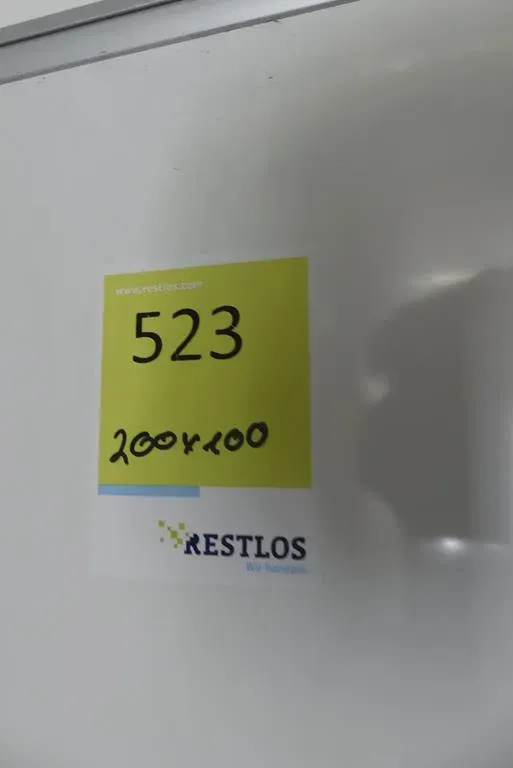 www.restlos.com
523
200x100
RESTLOS
Wir handeln.